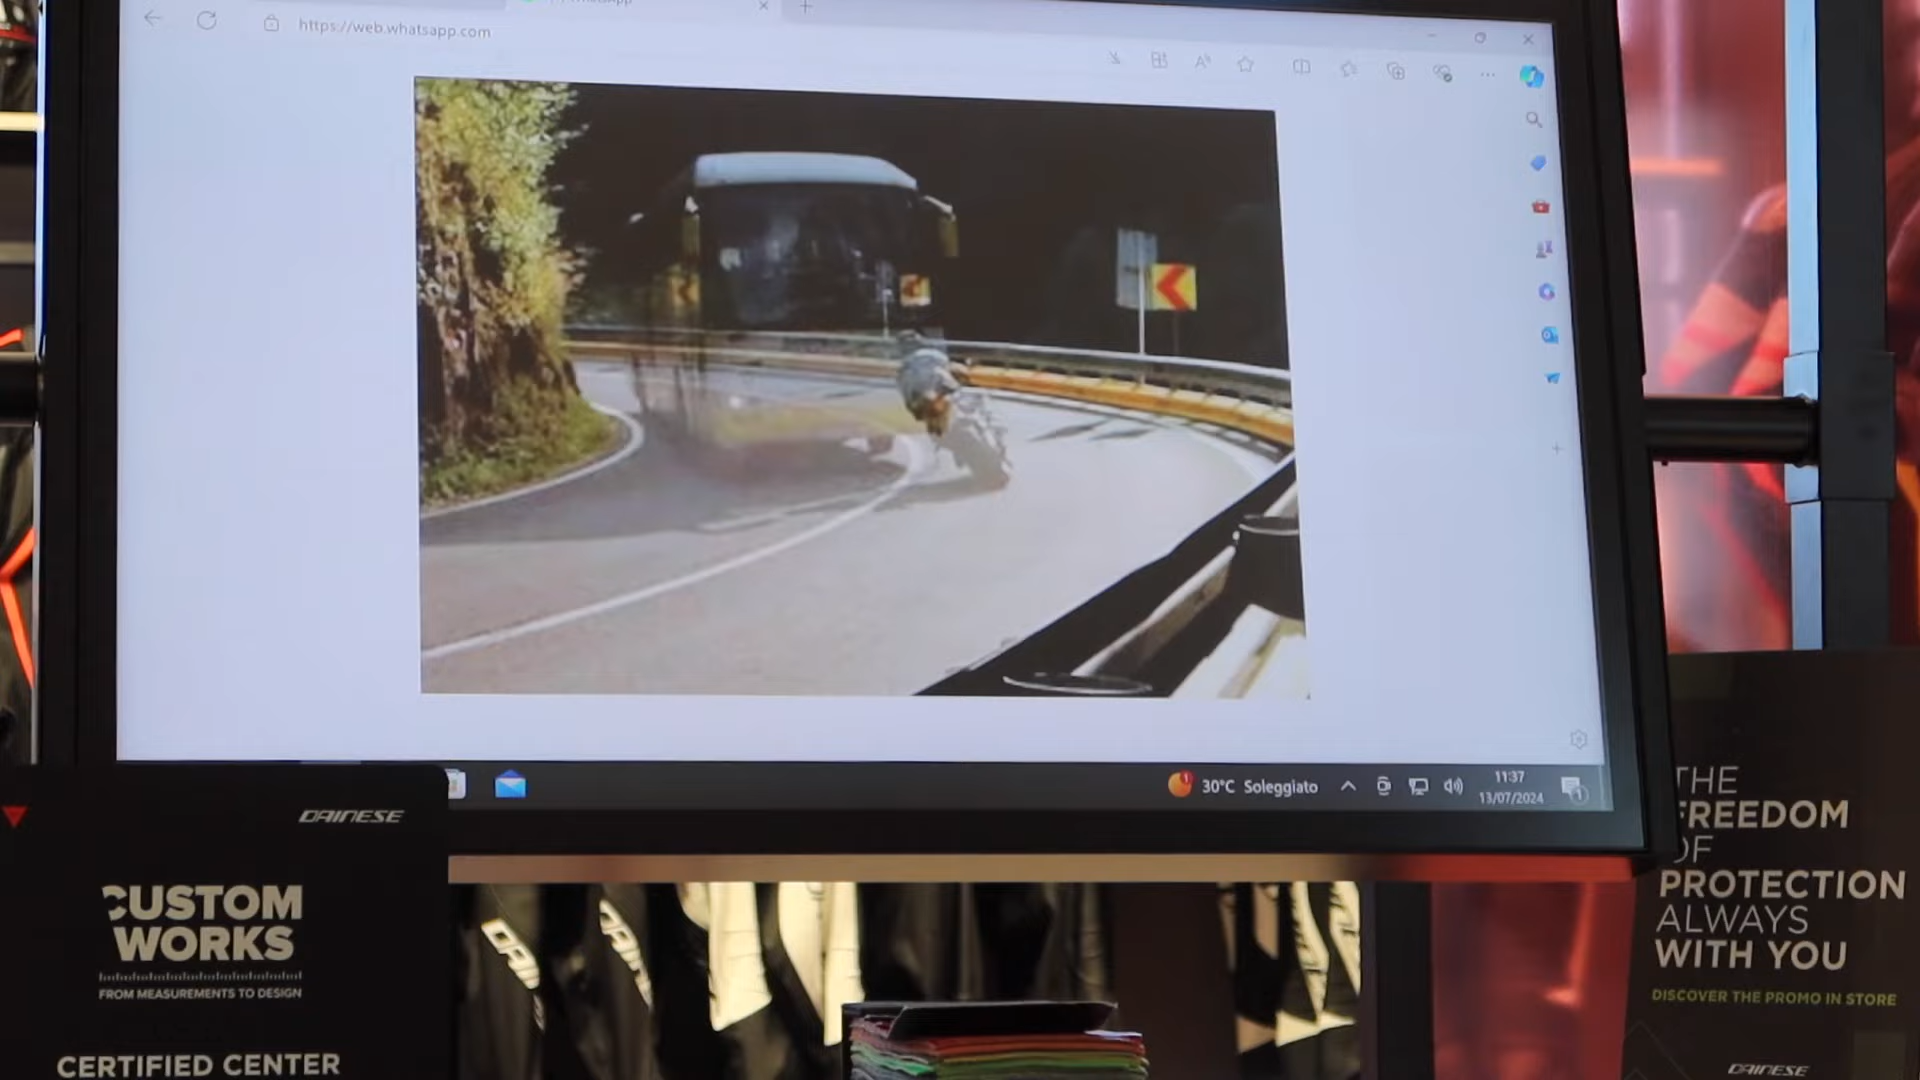 https://web.whatsapp.com
30°C Soleggiato
11:37
13/07/2024
DAINESE
CUSTOM
WORKS
FROM MEASUREMENTS TO DESIGN
CERTIFIED CENTER
THE
FREEDOM
OF
PROTECTION
ALWAYS
WITH YOU
DISCOVER THE PROMO IN STORE
DAINESE